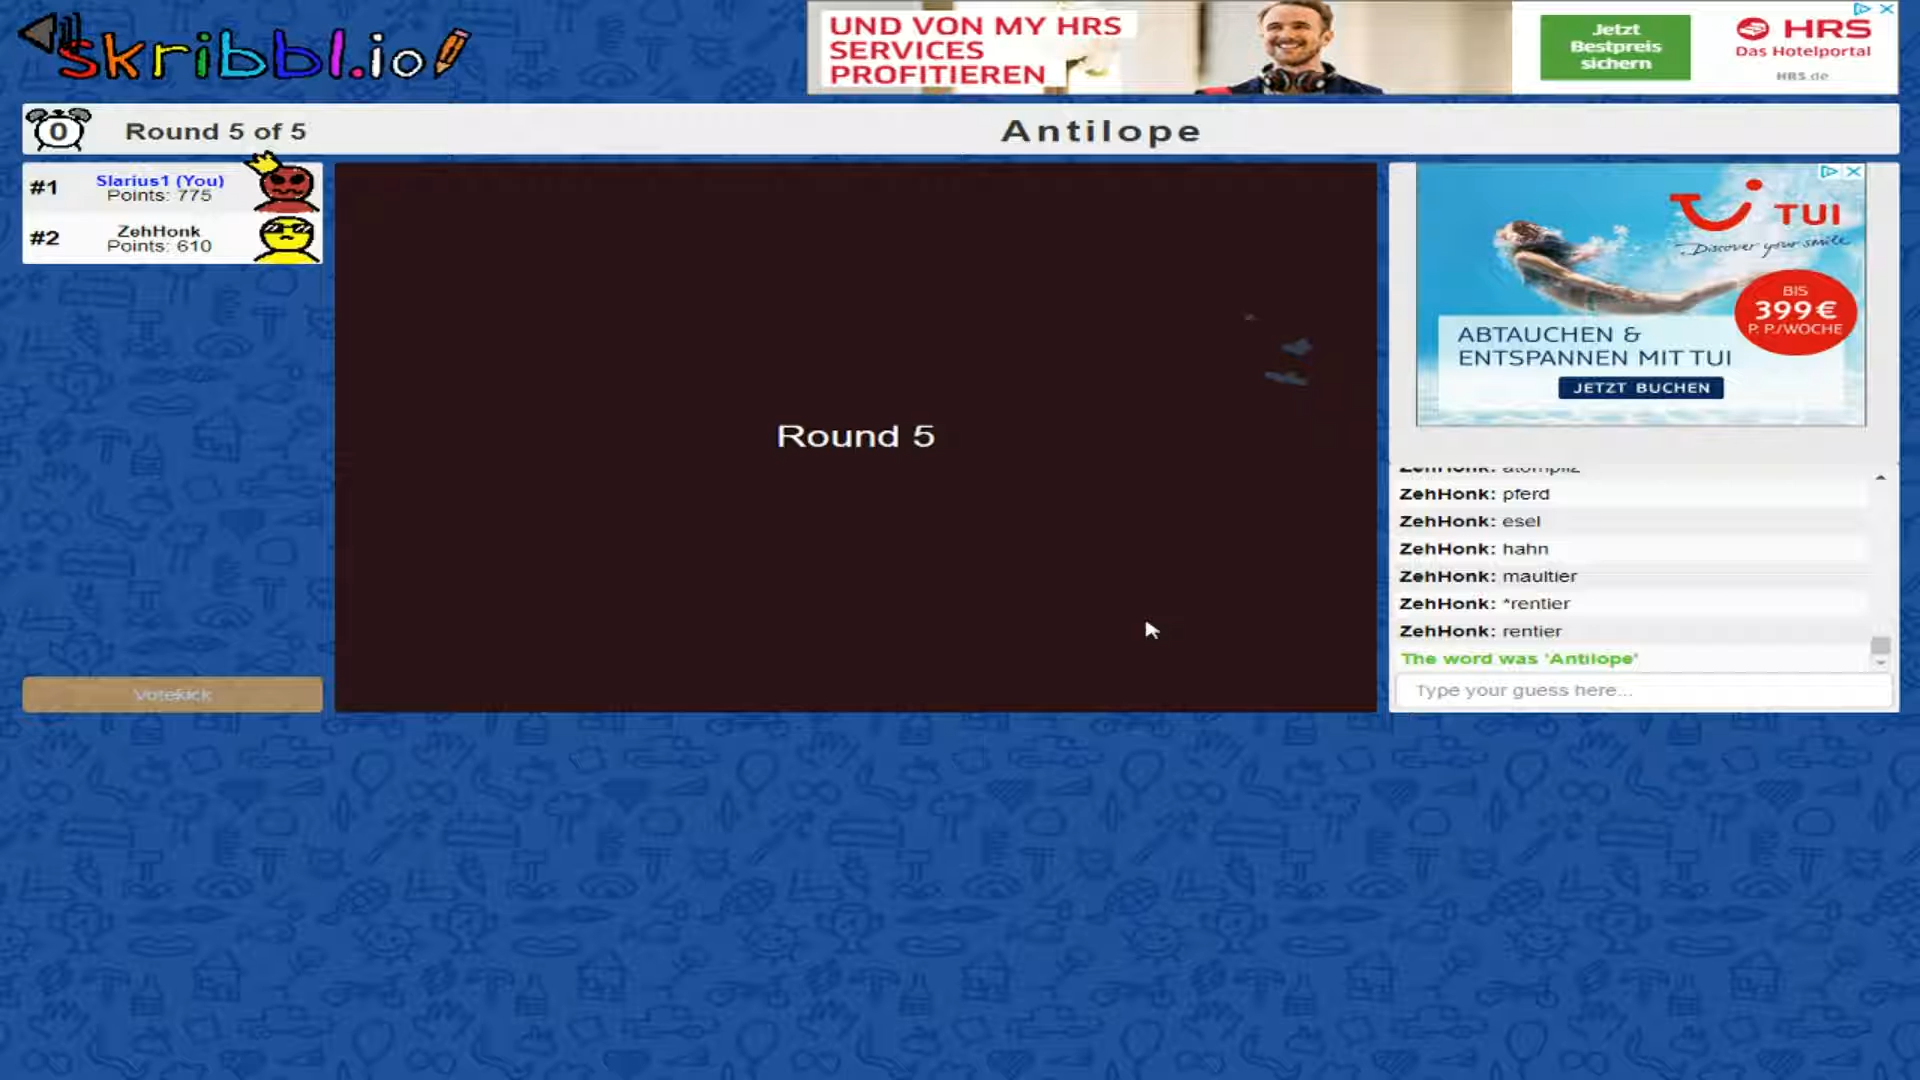 skribbl.io
UND VON MY HRS
SERVICES
PROFITIEREN
Jetzt
Bestpreis
sichern
HRS
Das Hotelportal
HRS.de
0
Round 5 of 5
Antilope
#1
Slarius1 (You)
Points: 775
#2
ZehHonk
Points: 610
Votekick
Round 5
TUI
Discover your smile
BIS
399€
P. P./WOCHE
ABTAUCHEN &
ENTSPANNEN MIT TUI
JETZT BUCHEN
ZehHonk: atompilz
ZehHonk: pferd
ZehHonk: esel
ZehHonk: hahn
ZehHonk: maultier
ZehHonk: *rentier
ZehHonk: rentier
The word was 'Antilope'
Type your guess here...